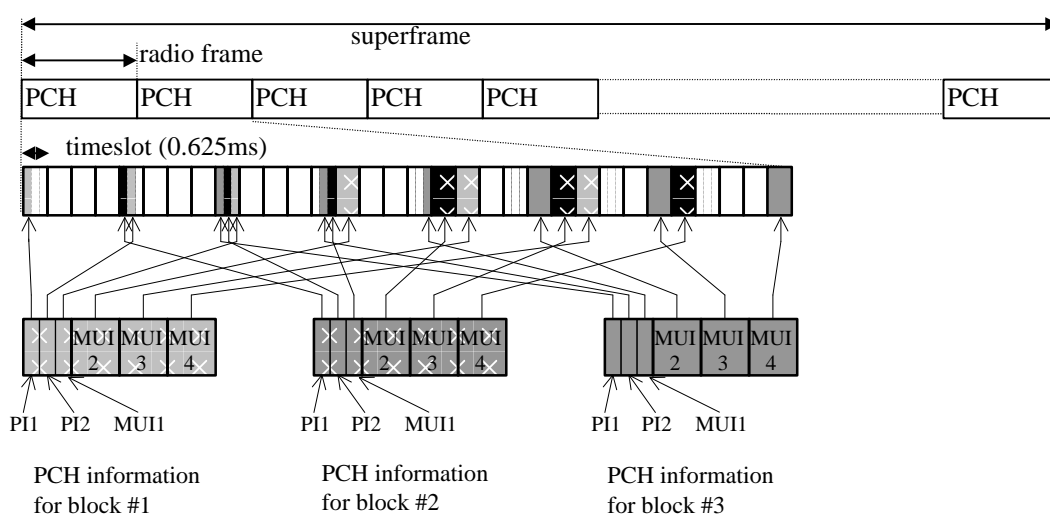 superframe
radio frame
PCH PCH PCH PCH PCH PCH
timeslot (0.625ms)
MUI 2 MUI 3 MUI 4
MUI 2 MUI 3 MUI 4
MUI 2 MUI 3 MUI 4
PI1 PI2 MUI1
PI1 PI2 MUI1
PI1 PI2 MUI1
PCH information
for block #1
PCH information
for block #2
PCH information
for block #3